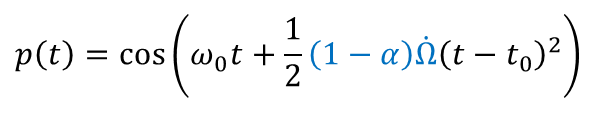 p(t) = cos(ω₀t + 1/2 (1 − α)Ω̇(t − t₀)²)